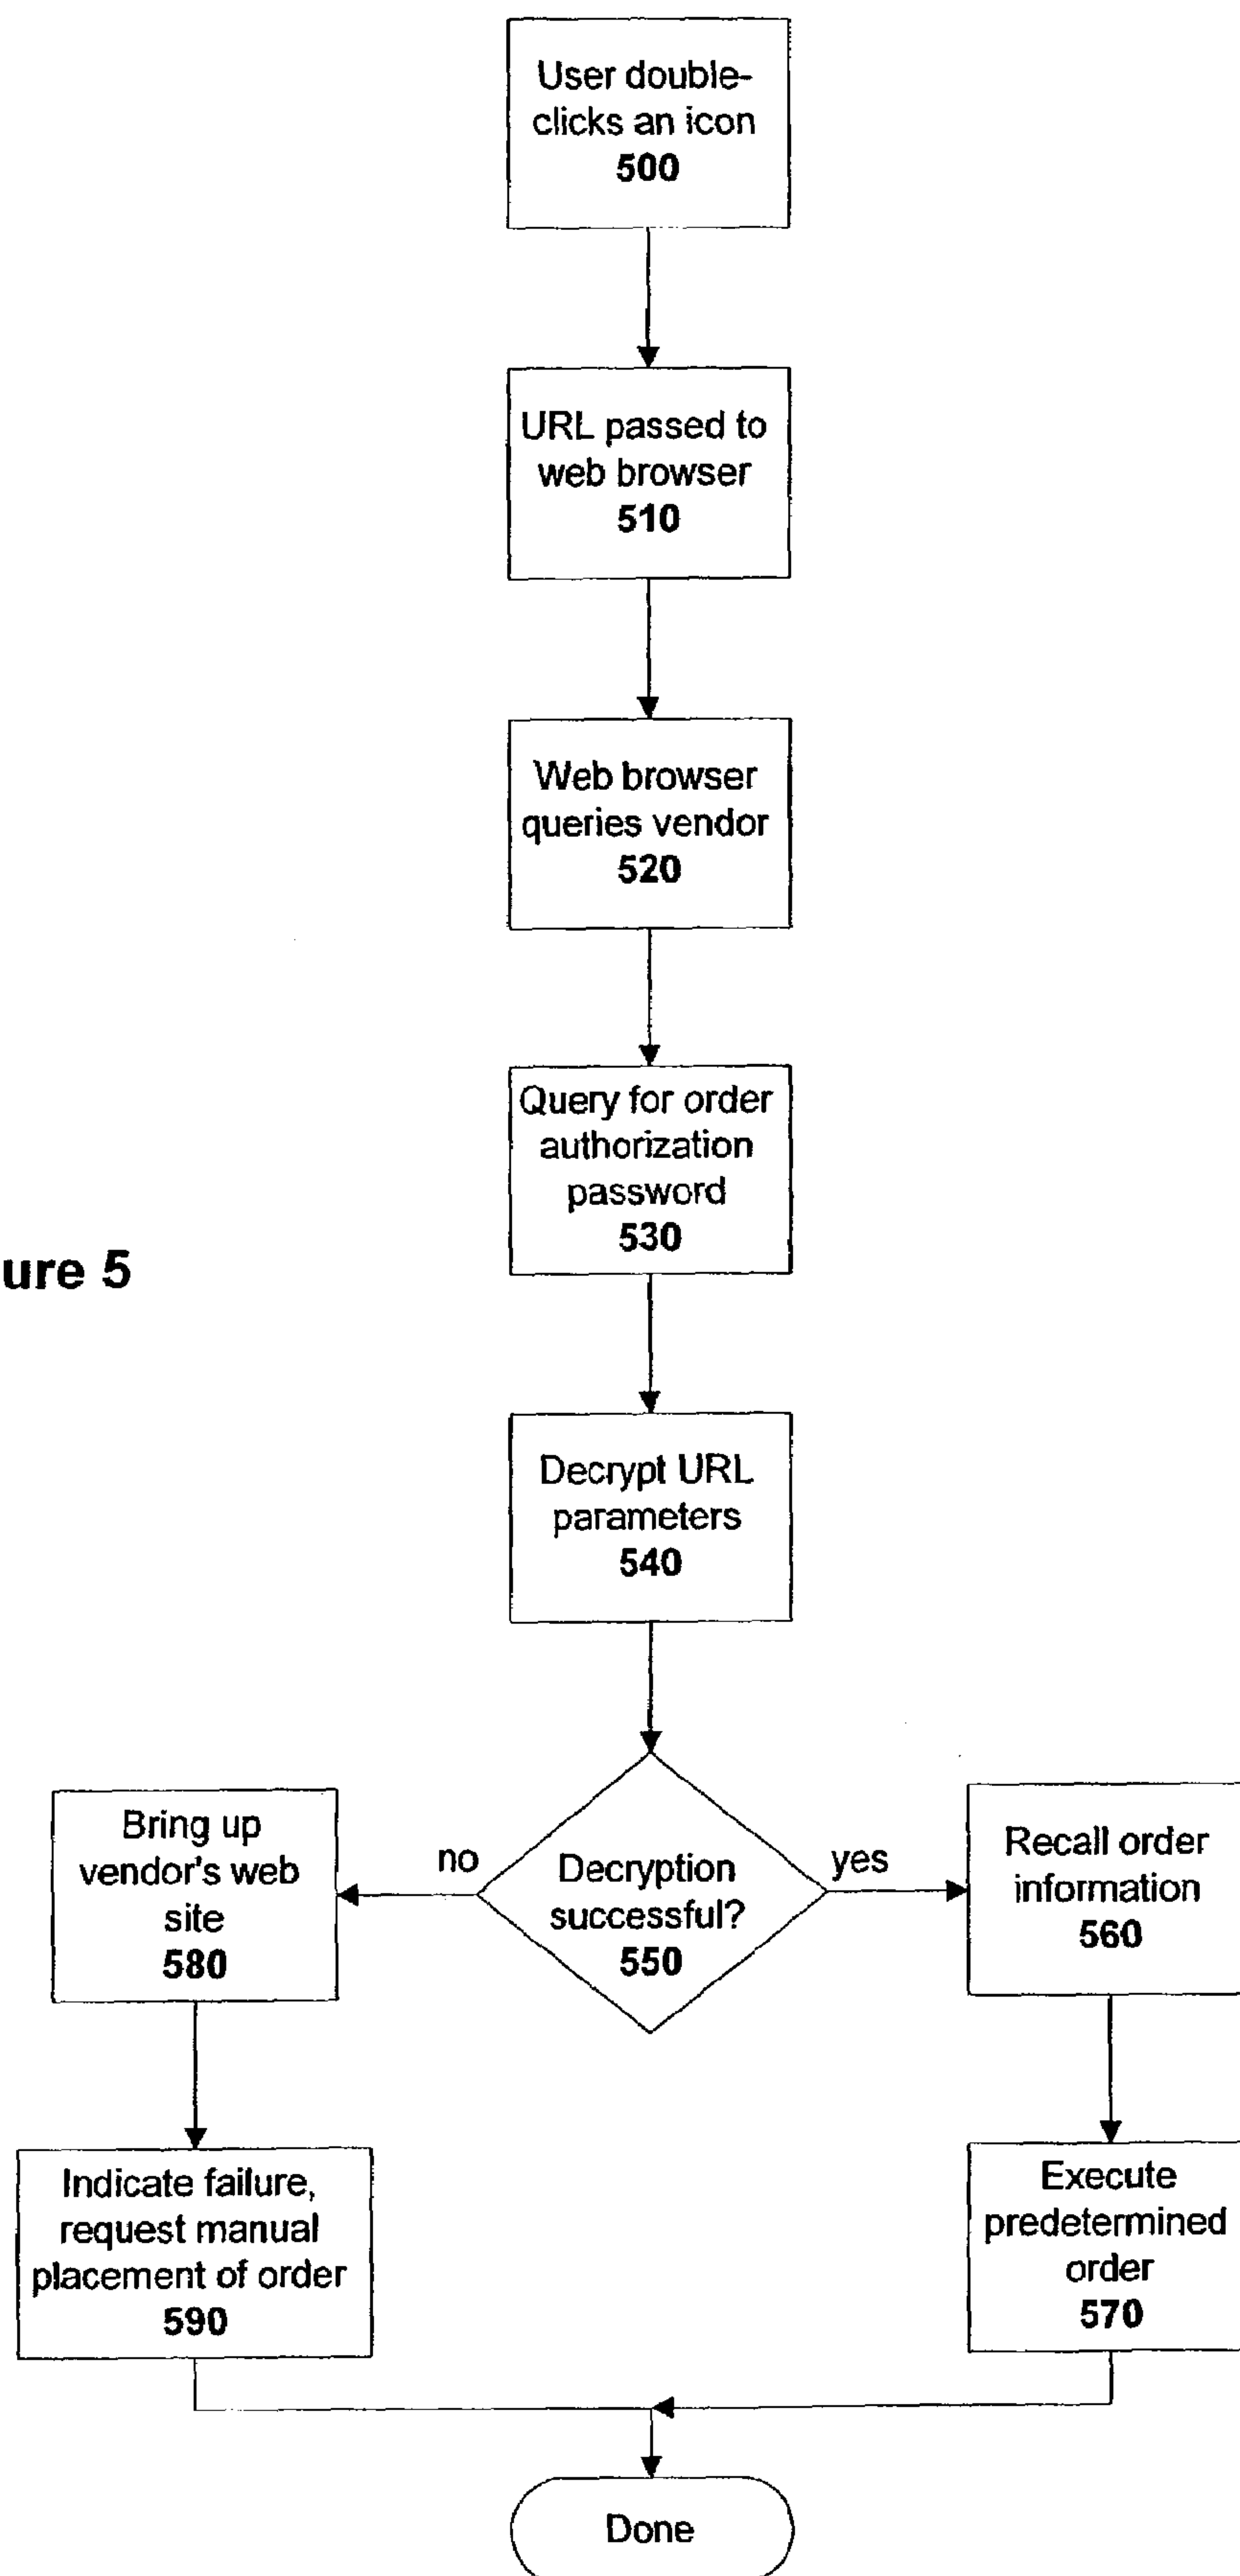 User double-
clicks an icon
500
URL passed to
web browser
510
Web browser
queries vendor
520
Query for order
authorization
password
530
ure 5
Decrypt URL
parameters
540
Bring up
vendor's web
site
580
no
Decryption
successful?
550
yes
Recall order
information
560
Indicate failure,
request manual
placement of order
590
Execute
predetermined
order
570
Done